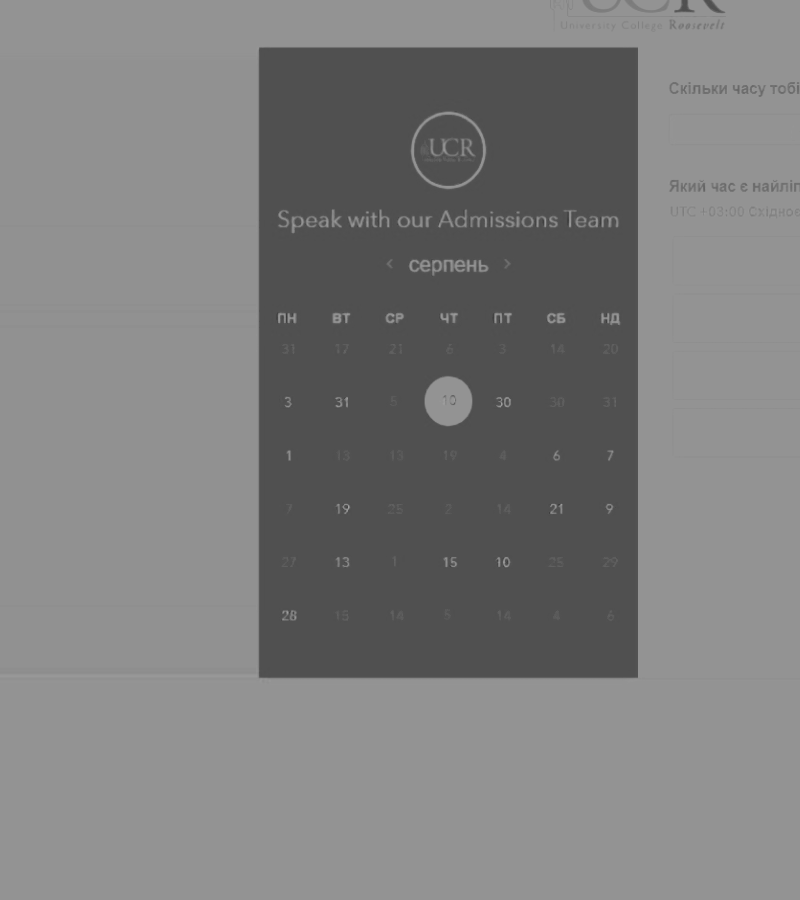 UCR
University College Roosevelt
UCR
Speak with our Admissions Team
< серпень >
ПН ВТ СР ЧТ ПТ СБ НД
31 17 21 6 3 14 20
3 31 5 10 30 30 31
1 13 13 19 4 6 7
7 19 25 2 14 21 9
27 13 1 15 10 25 29
28 15 14 5 14 4 6
Скільки часу тобі
Який час є найліп
UTC +03:00 Східноє